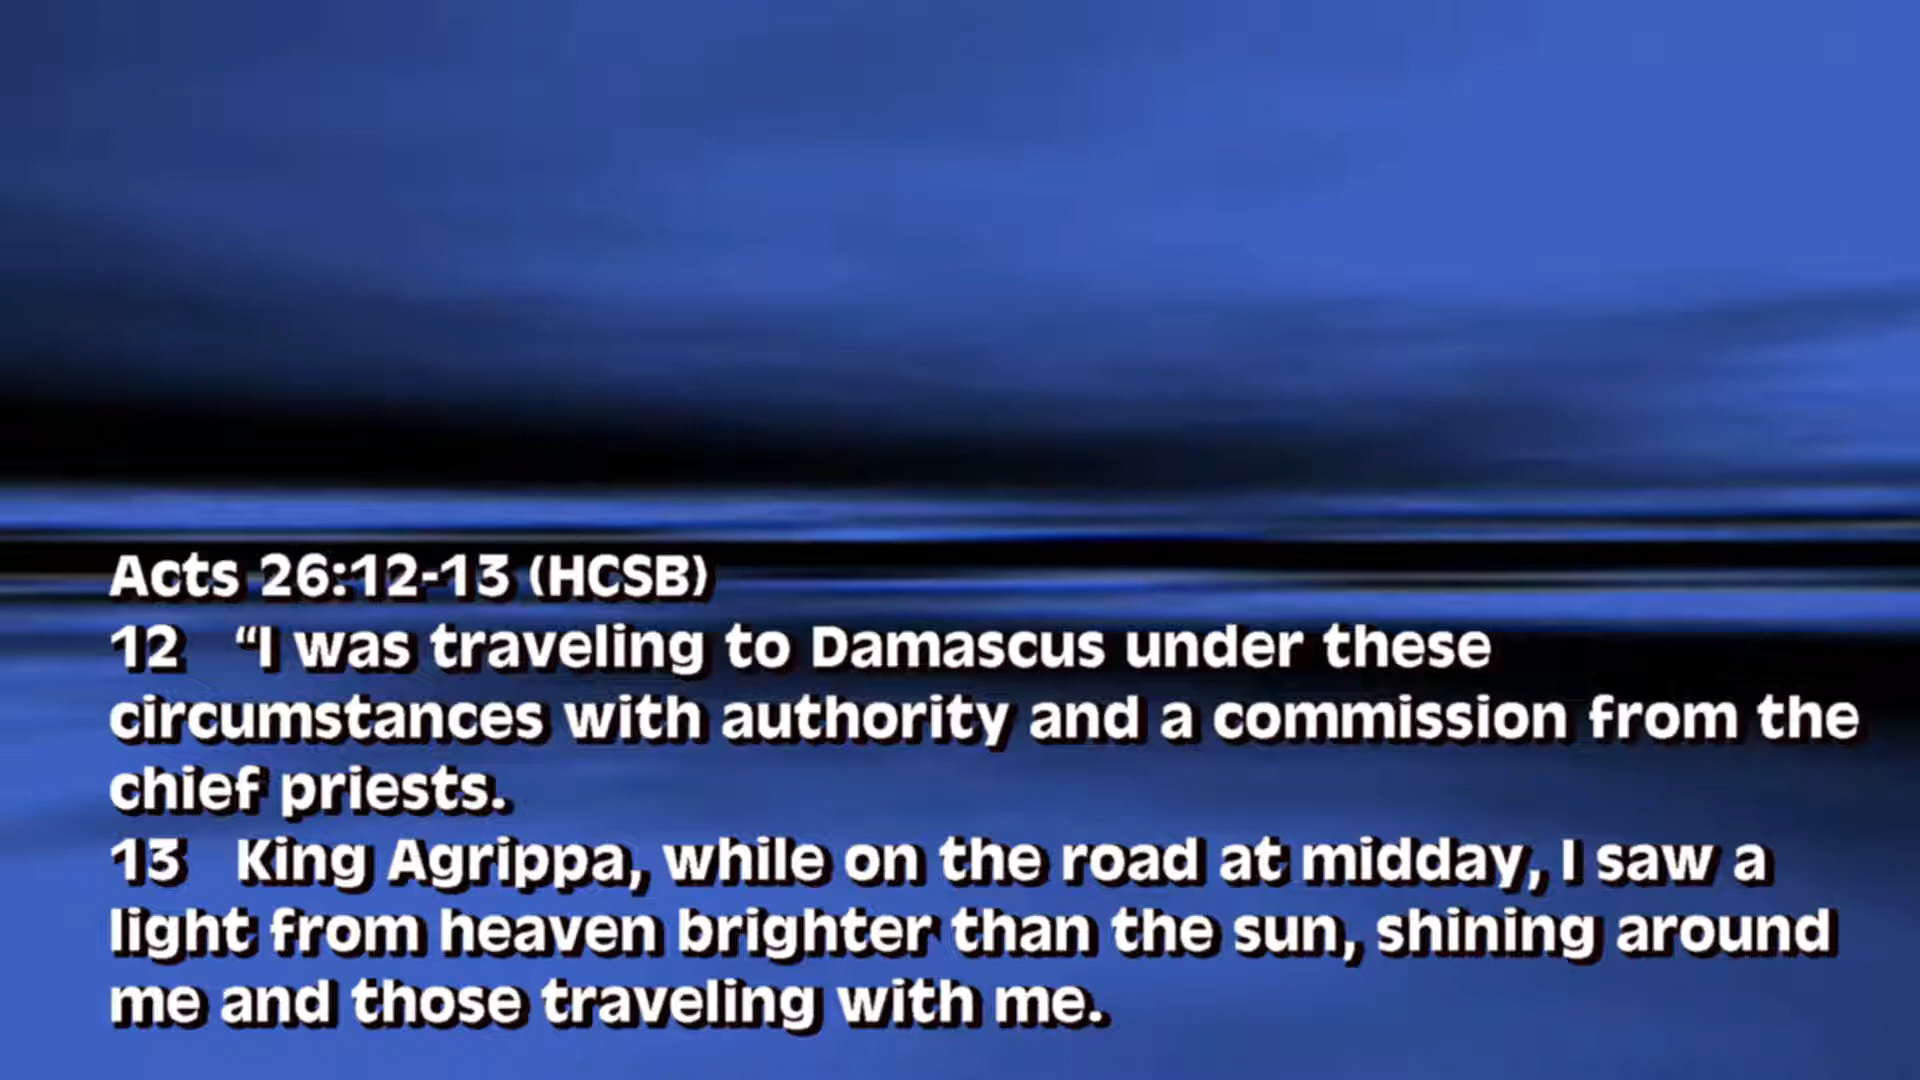 Acts 26:12-13 (HCSB)
12 “I was traveling to Damascus under these
circumstances with authority and a commission from the
chief priests.
13 King Agrippa, while on the road at midday, I saw a
light from heaven brighter than the sun, shining around
me and those traveling with me.